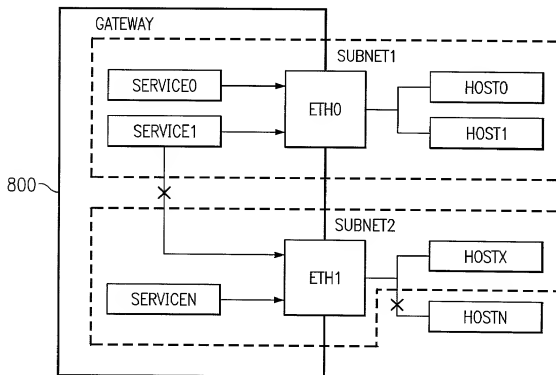 GATEWAY
SUBNET1
SERVICE0
HOST0
ETH0
SERVICE1
HOST1
800
SUBNET2
HOSTX
ETH1
SERVICEN
HOSTN